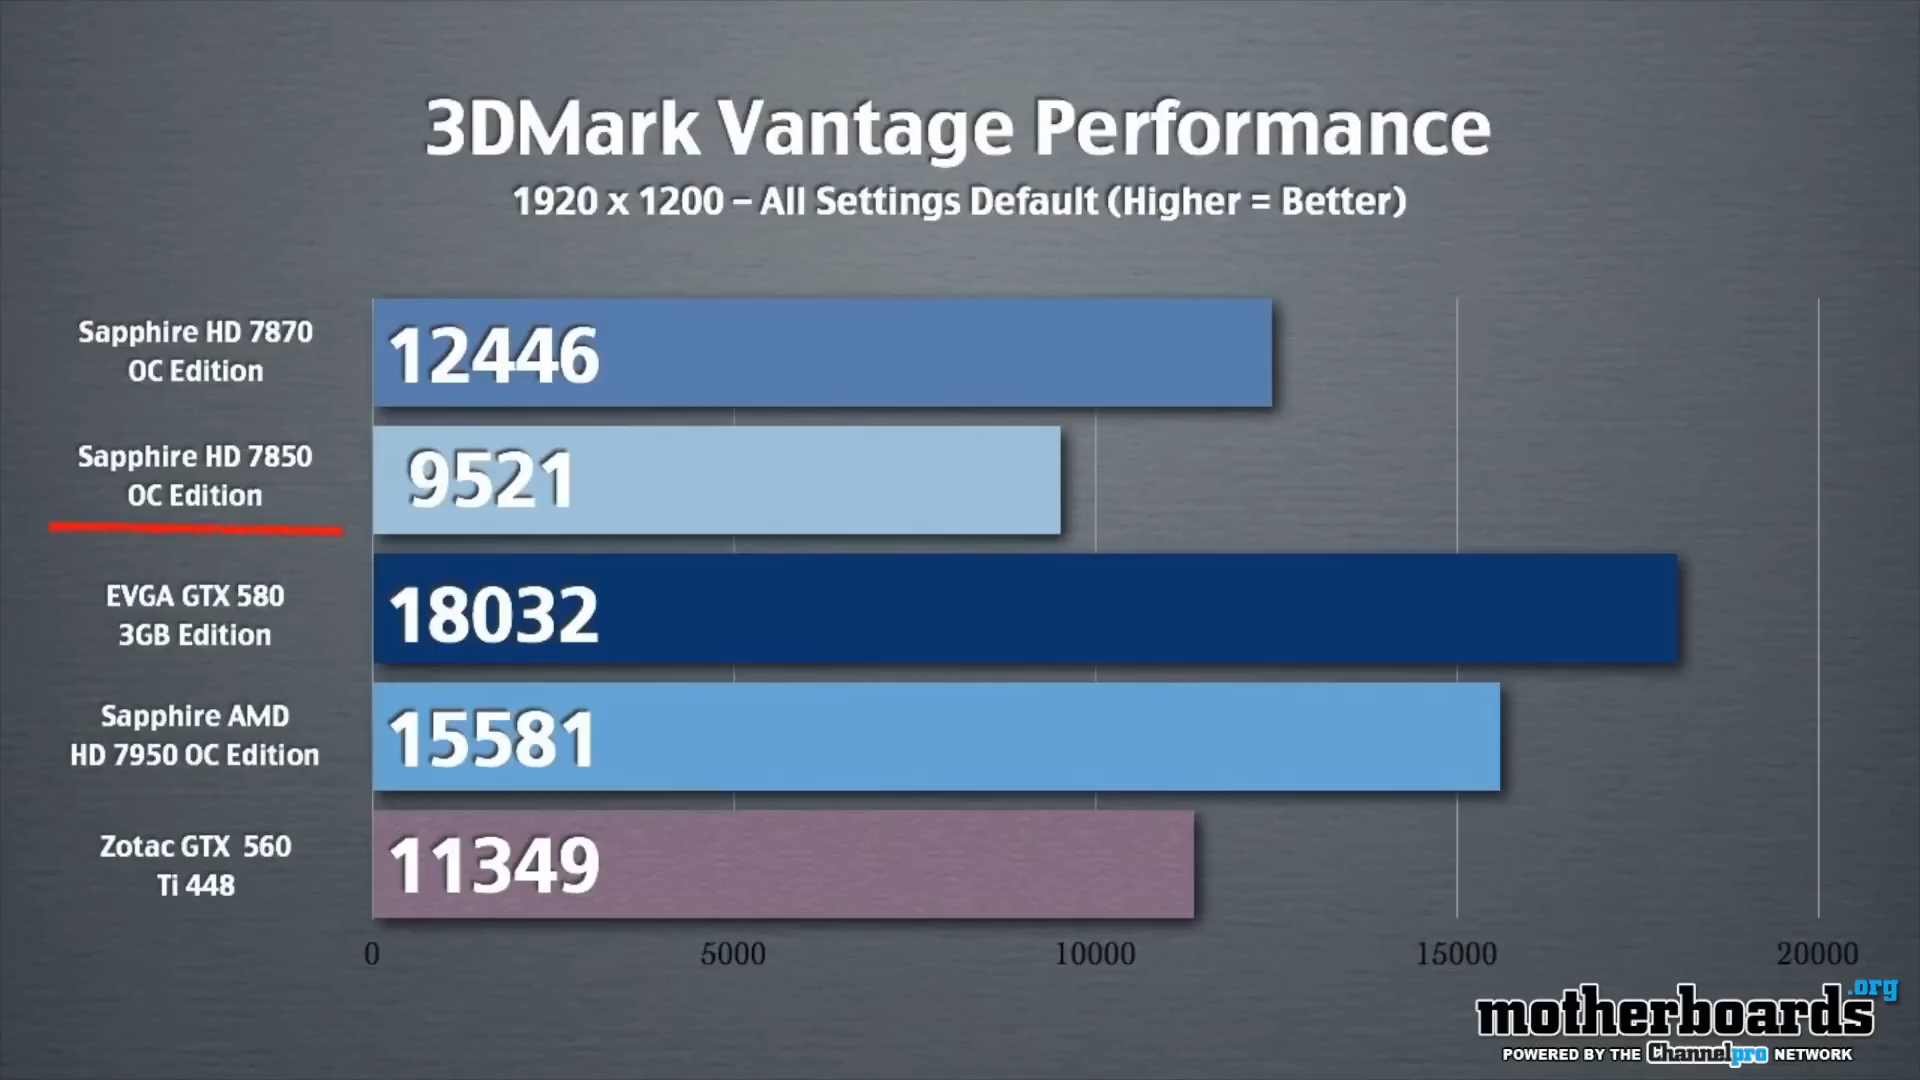 3DMark Vantage Performance
1920 x 1200 – All Settings Default (Higher = Better)
Sapphire HD 7870
OC Edition
12446
Sapphire HD 7850
OC Edition
9521
EVGA GTX 580
3GB Edition
18032
Sapphire AMD
HD 7950 OC Edition
15581
Zotac GTX 560
Ti 448
11349
0 5000 10000 15000 20000
motherboards.org
POWERED BY THE Channelpro NETWORK